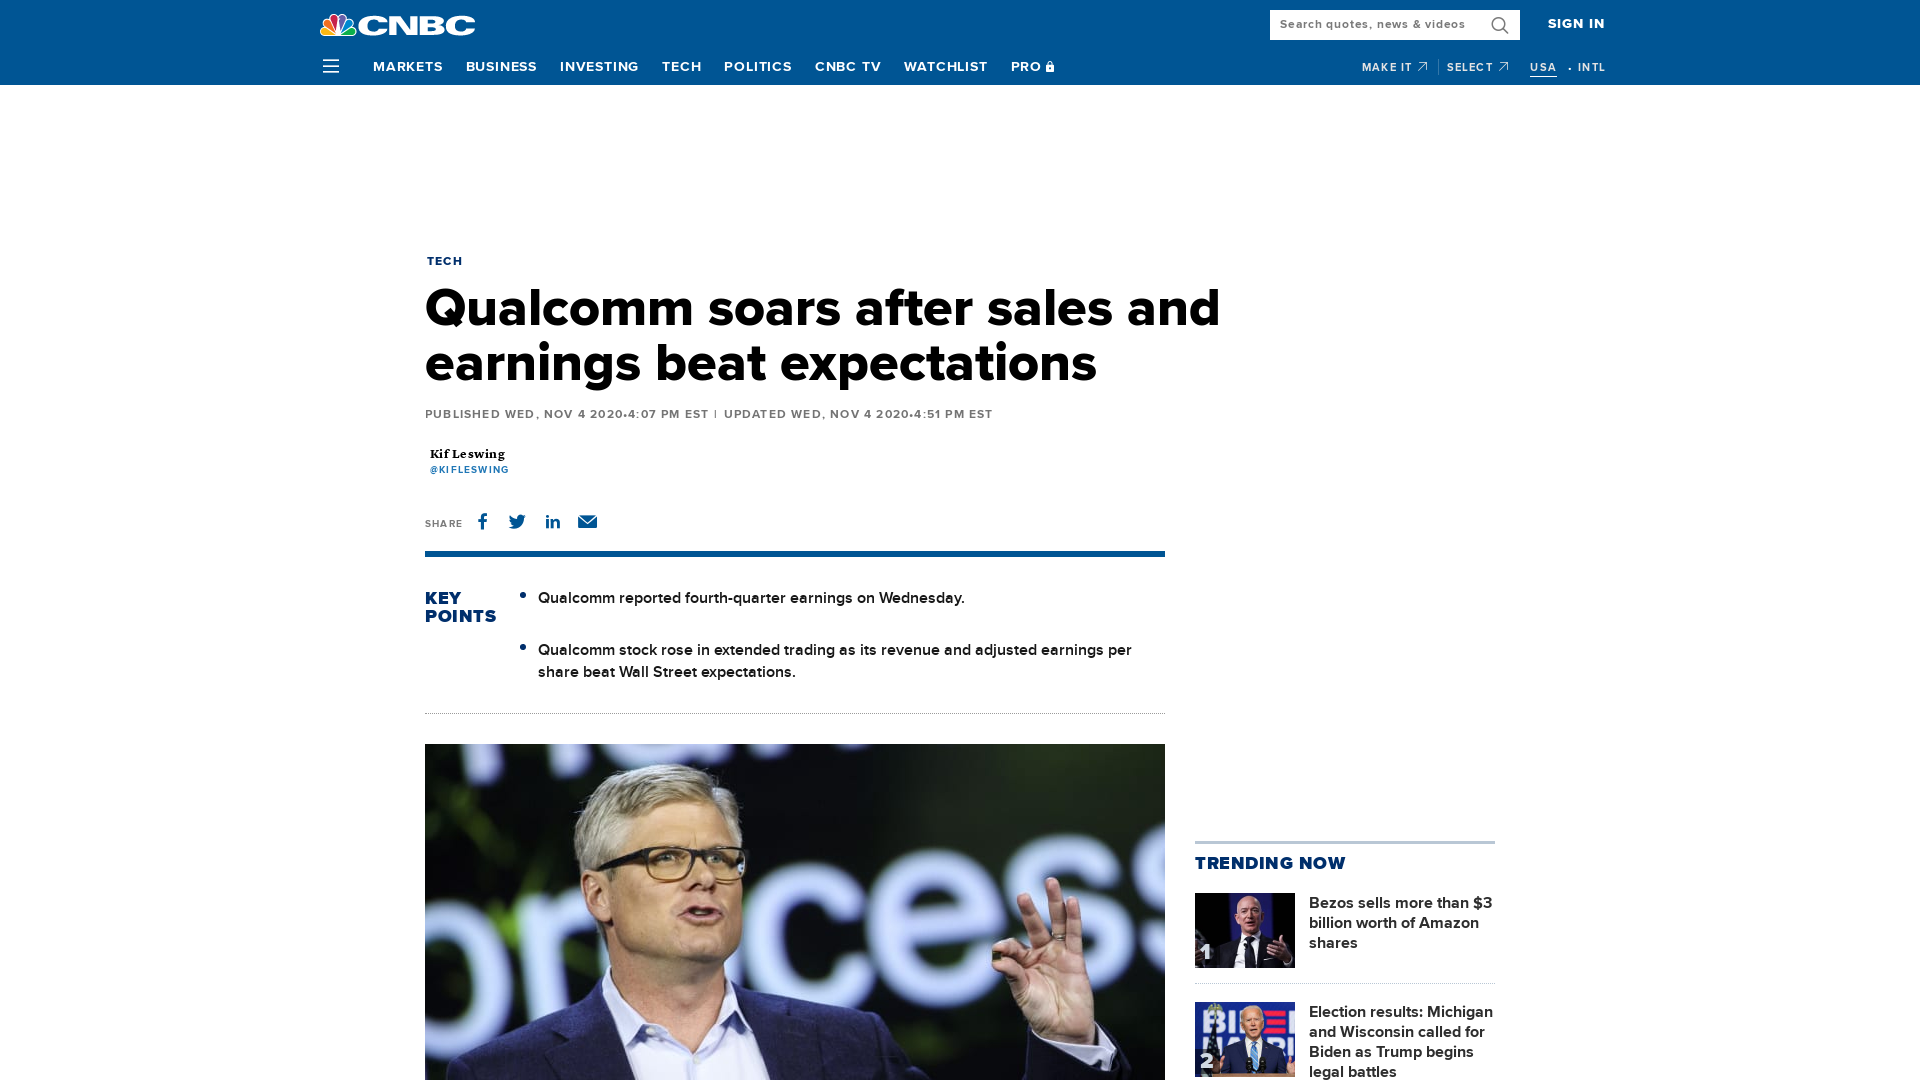 CNBC
Search quotes, news & videos
SIGN IN
MARKETS BUSINESS INVESTING TECH POLITICS CNBC TV WATCHLIST PRO
MAKE IT SELECT USA • INTL
TECH
Qualcomm soars after sales and
earnings beat expectations
PUBLISHED WED, NOV 4 2020•4:07 PM EST | UPDATED WED, NOV 4 2020•4:51 PM EST
Kif Leswing
@KIFLESWING
SHARE
KEY
POINTS
Qualcomm reported fourth-quarter earnings on Wednesday.
Qualcomm stock rose in extended trading as its revenue and adjusted earnings per
share beat Wall Street expectations.
TRENDING NOW
1
Bezos sells more than $3
billion worth of Amazon
shares
2
Election results: Michigan
and Wisconsin called for
Biden as Trump begins
legal battles